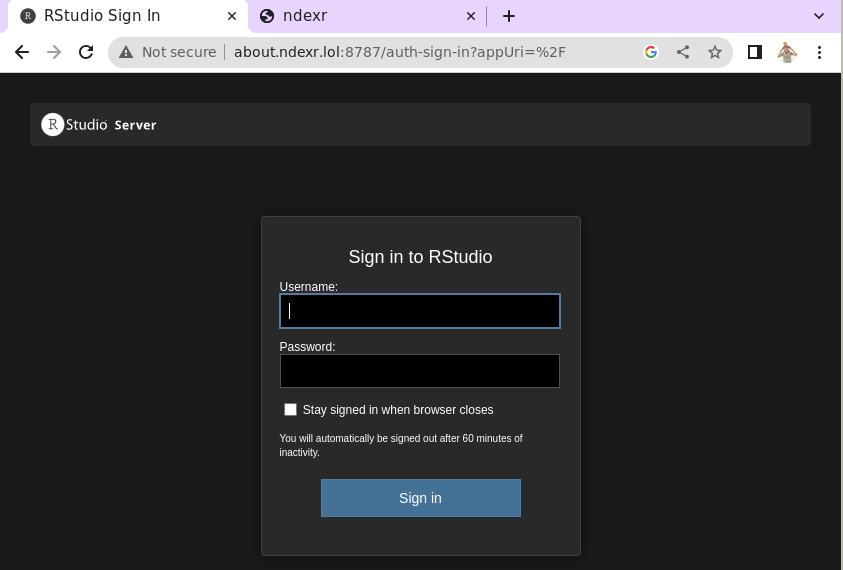 RStudio Sign In
ndexr
Not secure
about.ndexr.lol:8787/auth-sign-in?appUri=%2F
R Studio Server
Sign in to RStudio
Username:
Password:
Stay signed in when browser closes
You will automatically be signed out after 60 minutes of
inactivity.
Sign in